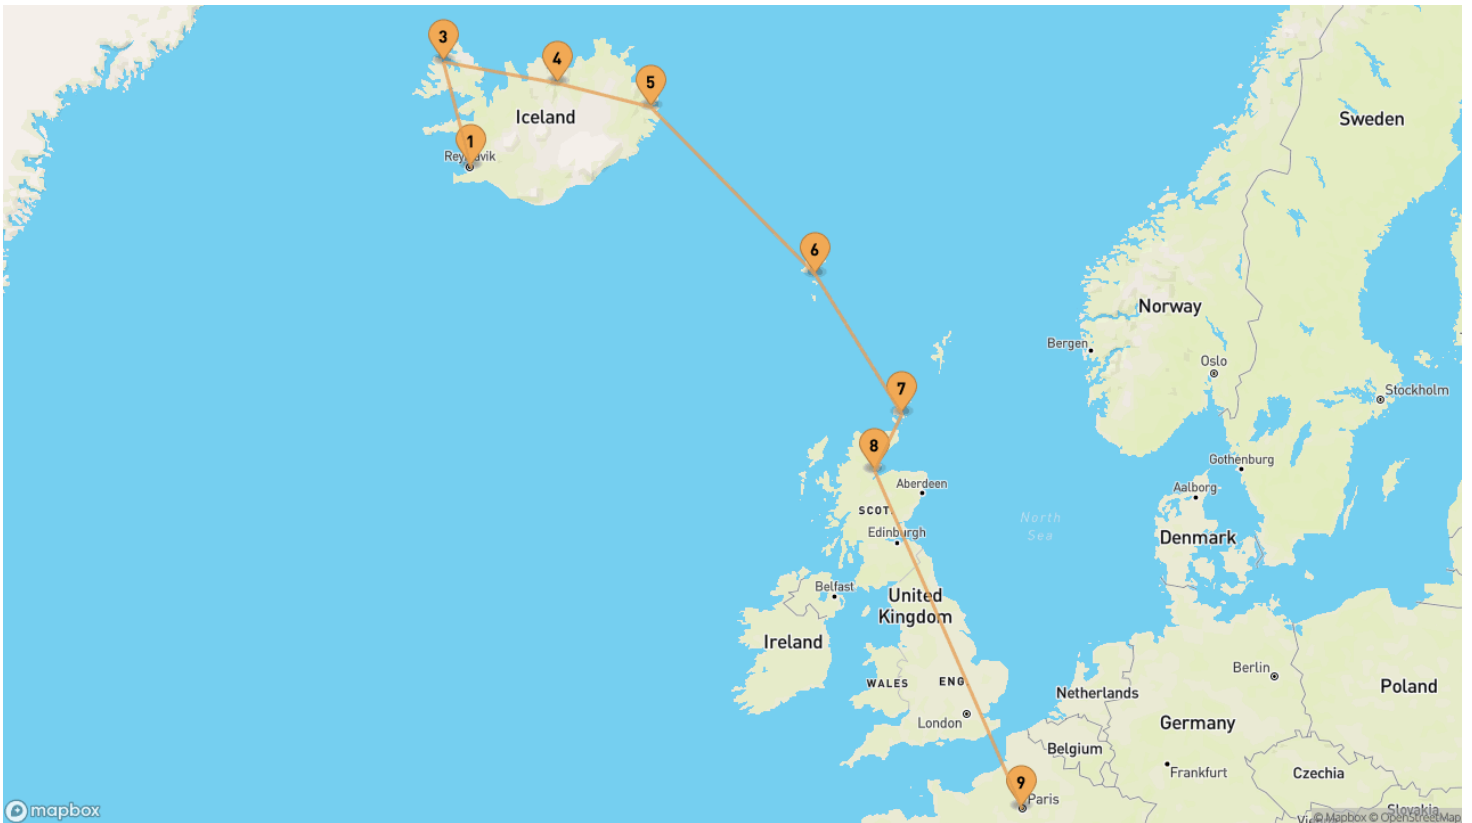 3
4
5
Iceland
Sweden
1
6
Norway
Bergen
Oslo
7
Stockholm
8
Gothenburg
Aberdeen
Aalborg
SCOT.
North
Sea
Edinburgh
Denmark
Belfast
United
Kingdom
Ireland
Berlin
WALES
ENG.
Netherlands
Poland
London
Germany
Belgium
Frankfurt
Czechia
9
Paris
mapbox
© Mapbox © OpenStreetMap